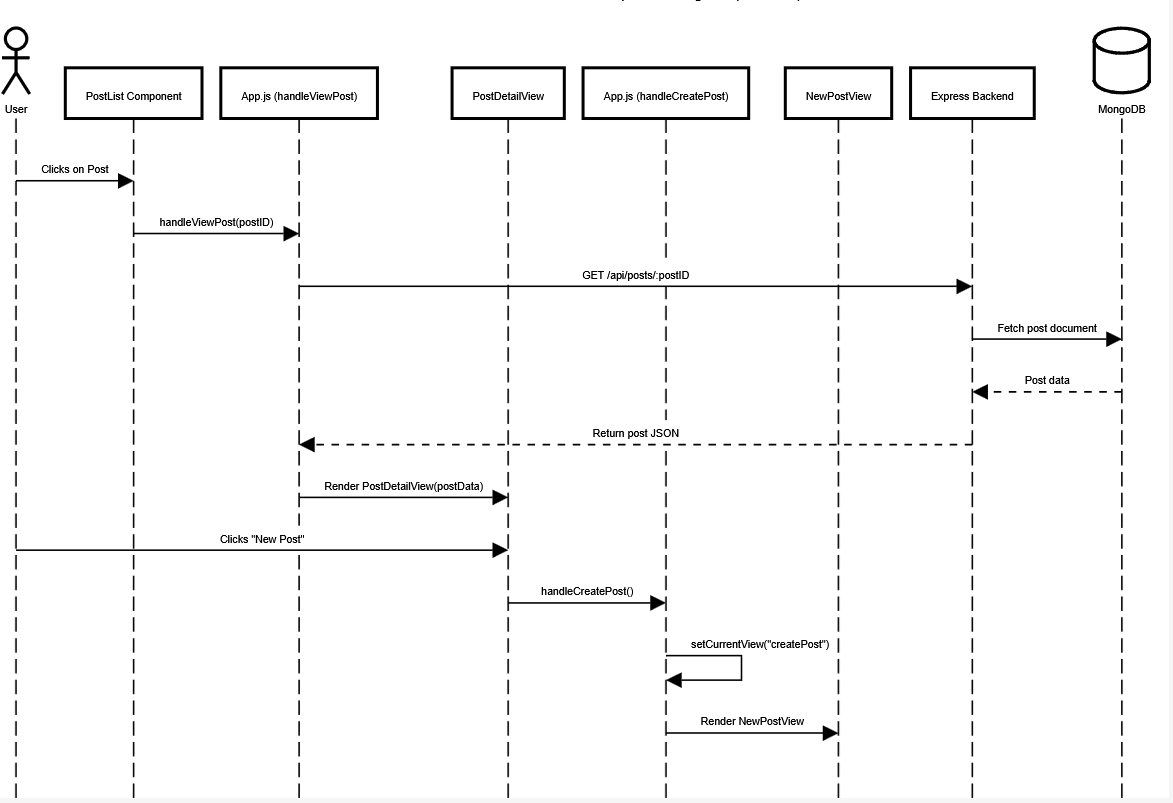 User
PostList Component
App.js (handleViewPost)
PostDetailView
App.js (handleCreatePost)
NewPostView
Express Backend
MongoDB
Clicks on Post
handleViewPost(postID)
GET /api/posts/:postID
Fetch post document
Post data
Return post JSON
Render PostDetailView(postData)
Clicks "New Post"
handleCreatePost()
setCurrentView("createPost")
Render NewPostView